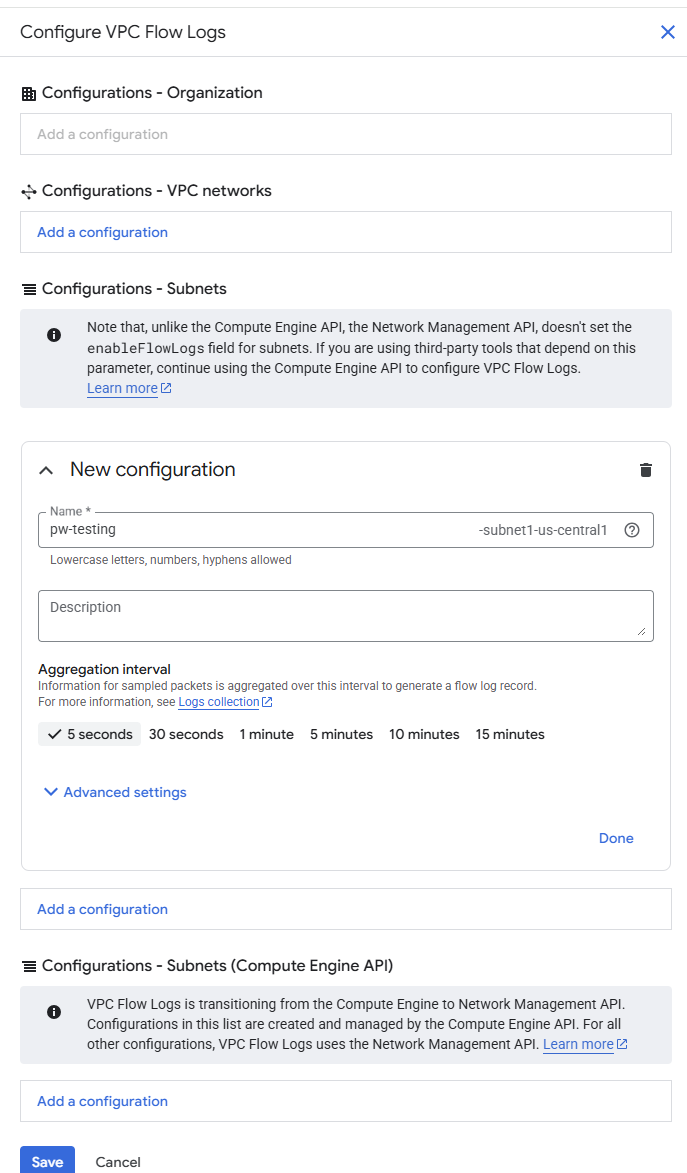 Configure VPC Flow Logs
Configurations - Organization
Add a configuration
Configurations - VPC networks
Add a configuration
Configurations - Subnets
Note that, unlike the Compute Engine API, the Network Management API, doesn't set the
enableFlowLogs field for subnets. If you are using third-party tools that depend on this
parameter, continue using the Compute Engine API to configure VPC Flow Logs.
Learn more
New configuration
Name *
pw-testing -subnet1-us-central1
Lowercase letters, numbers, hyphens allowed
Description
Aggregation interval
Information for sampled packets is aggregated over this interval to generate a flow log record.
For more information, see Logs collection
5 seconds 30 seconds 1 minute 5 minutes 10 minutes 15 minutes
Advanced settings
Done
Add a configuration
Configurations - Subnets (Compute Engine API)
VPC Flow Logs is transitioning from the Compute Engine to Network Management API.
Configurations in this list are created and managed by the Compute Engine API. For all
other configurations, VPC Flow Logs uses the Network Management API. Learn more
Add a configuration
Save Cancel